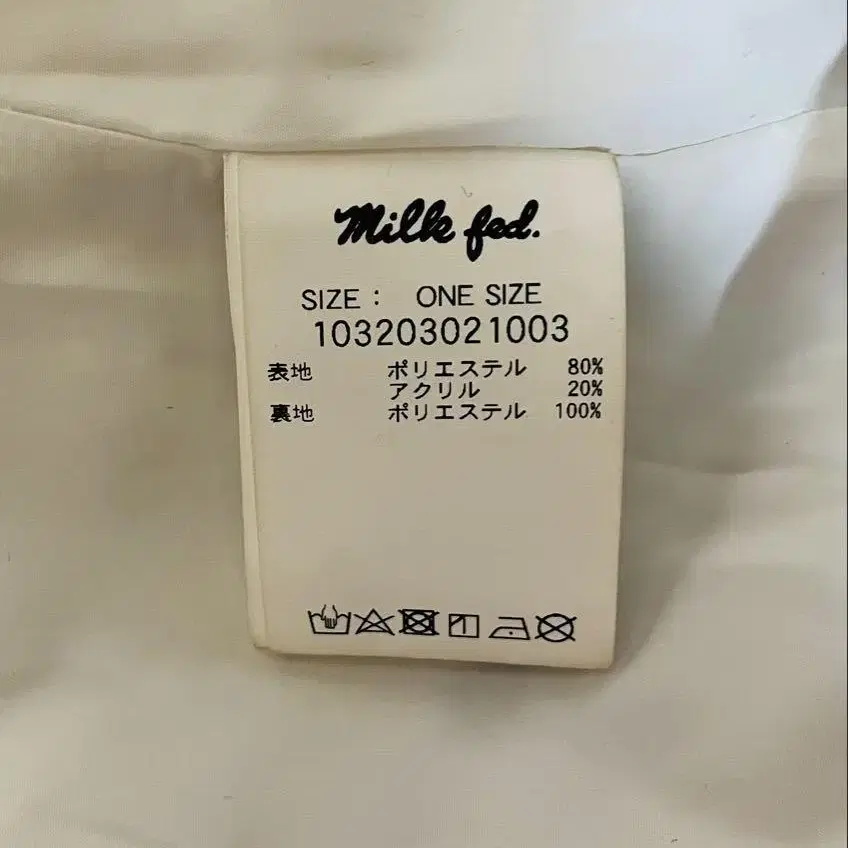 Milk fed.
SIZE : ONE SIZE
103203021003
表地 ポリエステル 80%
アクリル 20%
裏地 ポリエステル 100%